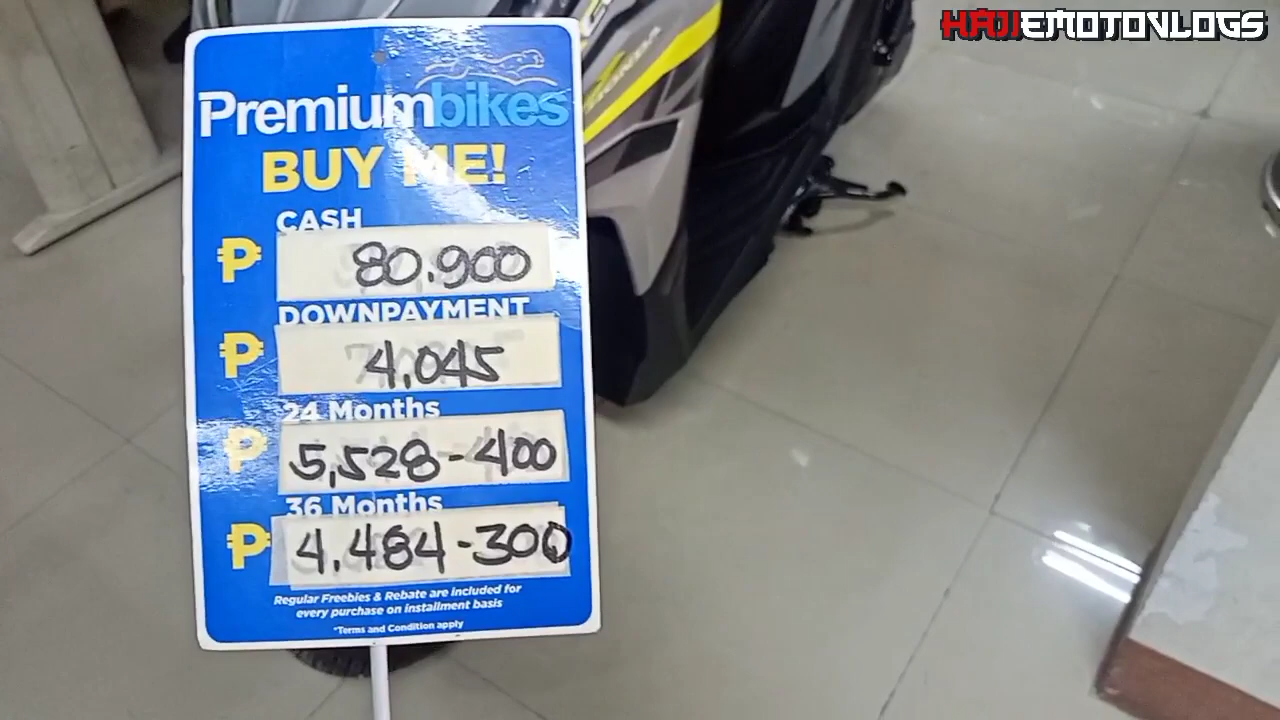 HAJIEMOTOVLOGS
Premiumbikes
BUY ME!
CASH
₱ 80.900
DOWNPAYMENT
₱ 4,045
24 Months
₱ 5,528-400
36 Months
₱ 4.484-300
Regular Freebies & Rebate are included for
every purchase on installment basis
*Terms and Condition apply
HONDA